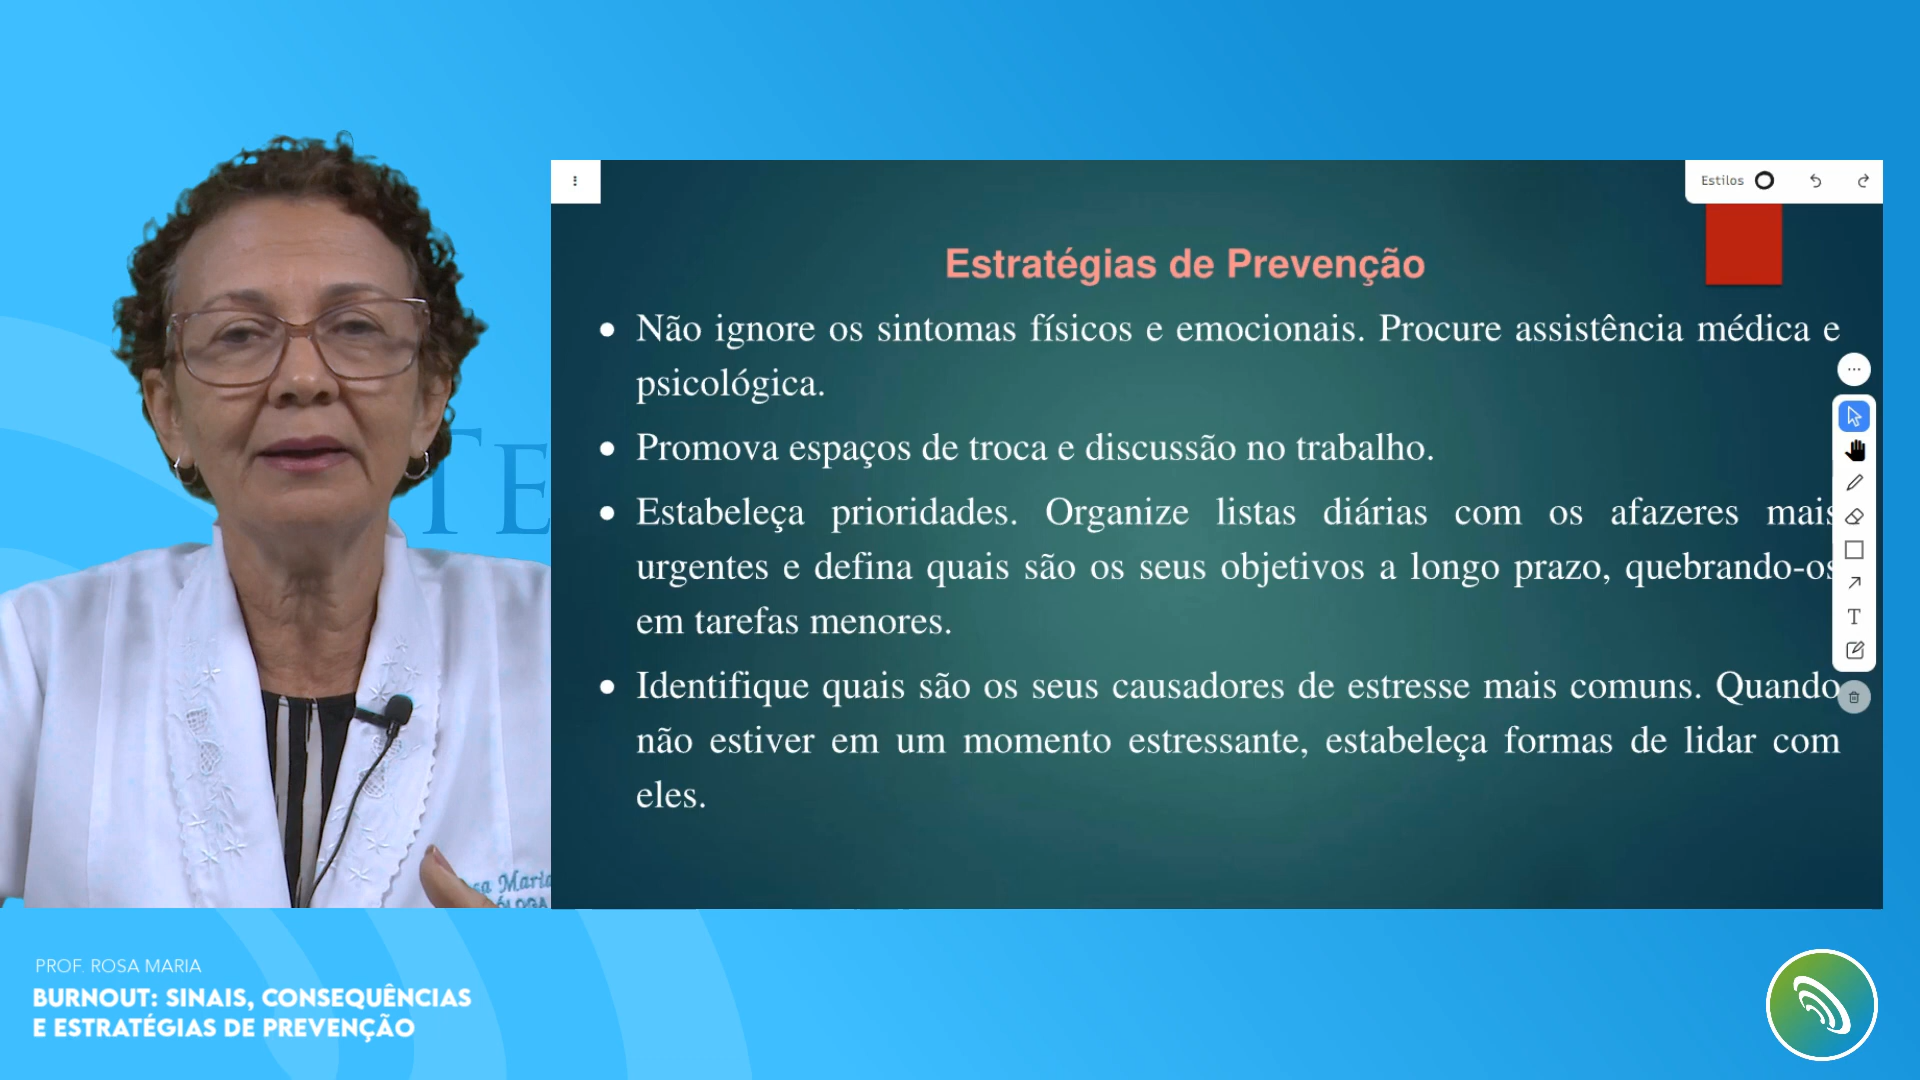 Estilos
Estratégias de Prevenção
• Não ignore os sintomas físicos e emocionais. Procure assistência médica e
psicológica.
• Promova espaços de troca e discussão no trabalho.
• Estabeleça prioridades. Organize listas diárias com os afazeres mais
urgentes e defina quais são os seus objetivos a longo prazo, quebrando-os
em tarefas menores.
• Identifique quais são os seus causadores de estresse mais comuns. Quando
não estiver em um momento estressante, estabeleça formas de lidar com
eles.
TE
T
Maria
PROF. ROSA MARIA
BURNOUT: SINAIS, CONSEQUÊNCIAS
E ESTRATÉGIAS DE PREVENÇÃO